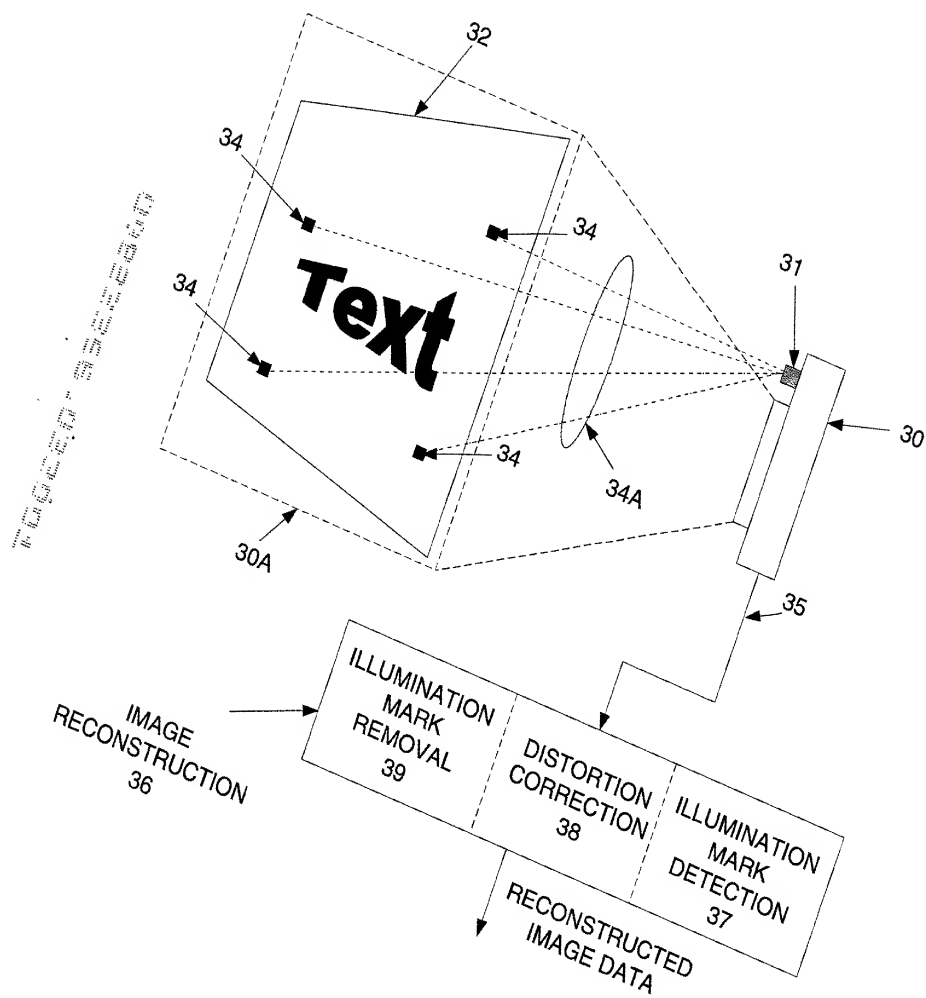 32
34
34
34
31
Text
34
30
34A
30A
35
ILLUMINATION
MARK
REMOVAL
39
IMAGE
RECONSTRUCTION
36
DISTORTION
CORRECTION
38
ILLUMINATION
MARK
DETECTION
37
RECONSTRUCTED
IMAGE DATA